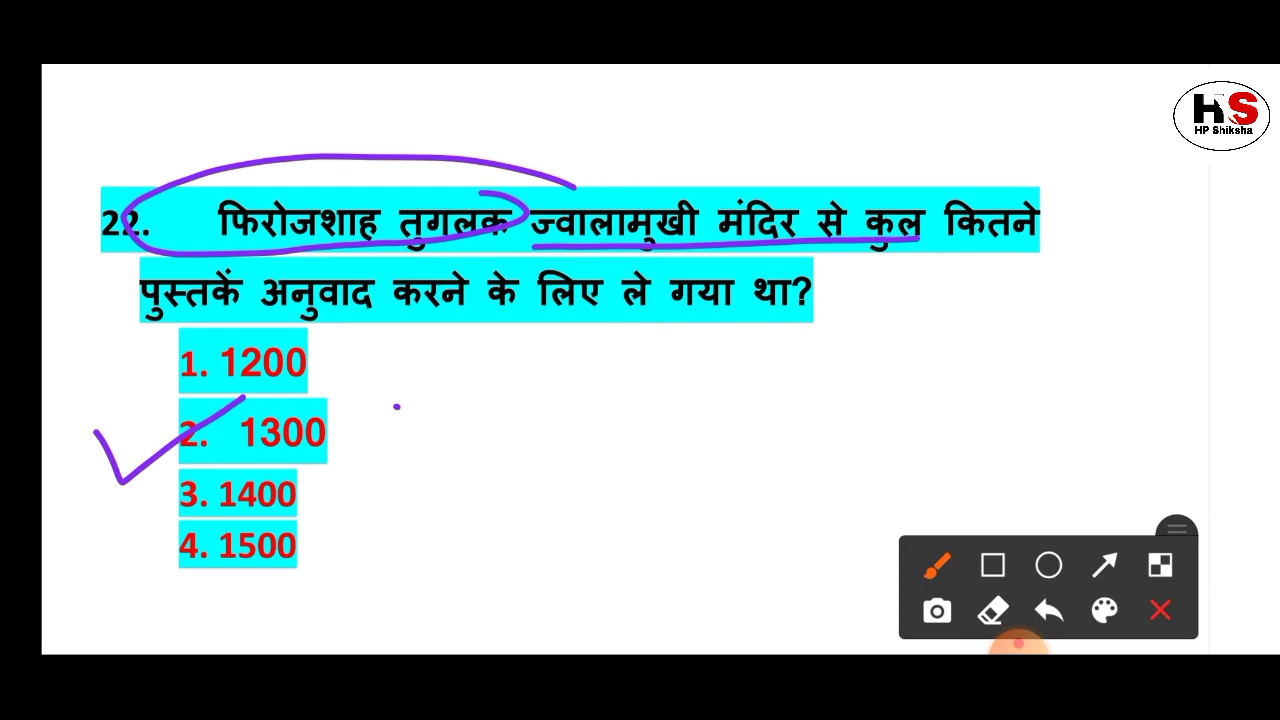 HS
HP Shiksha
22. फिरोजशाह तुगलक ज्वालामुखी मंदिर से कुल कितने
पुस्तकें अनुवाद करने के लिए ले गया था?
1. 1200
2. 1300
3. 1400
4. 1500